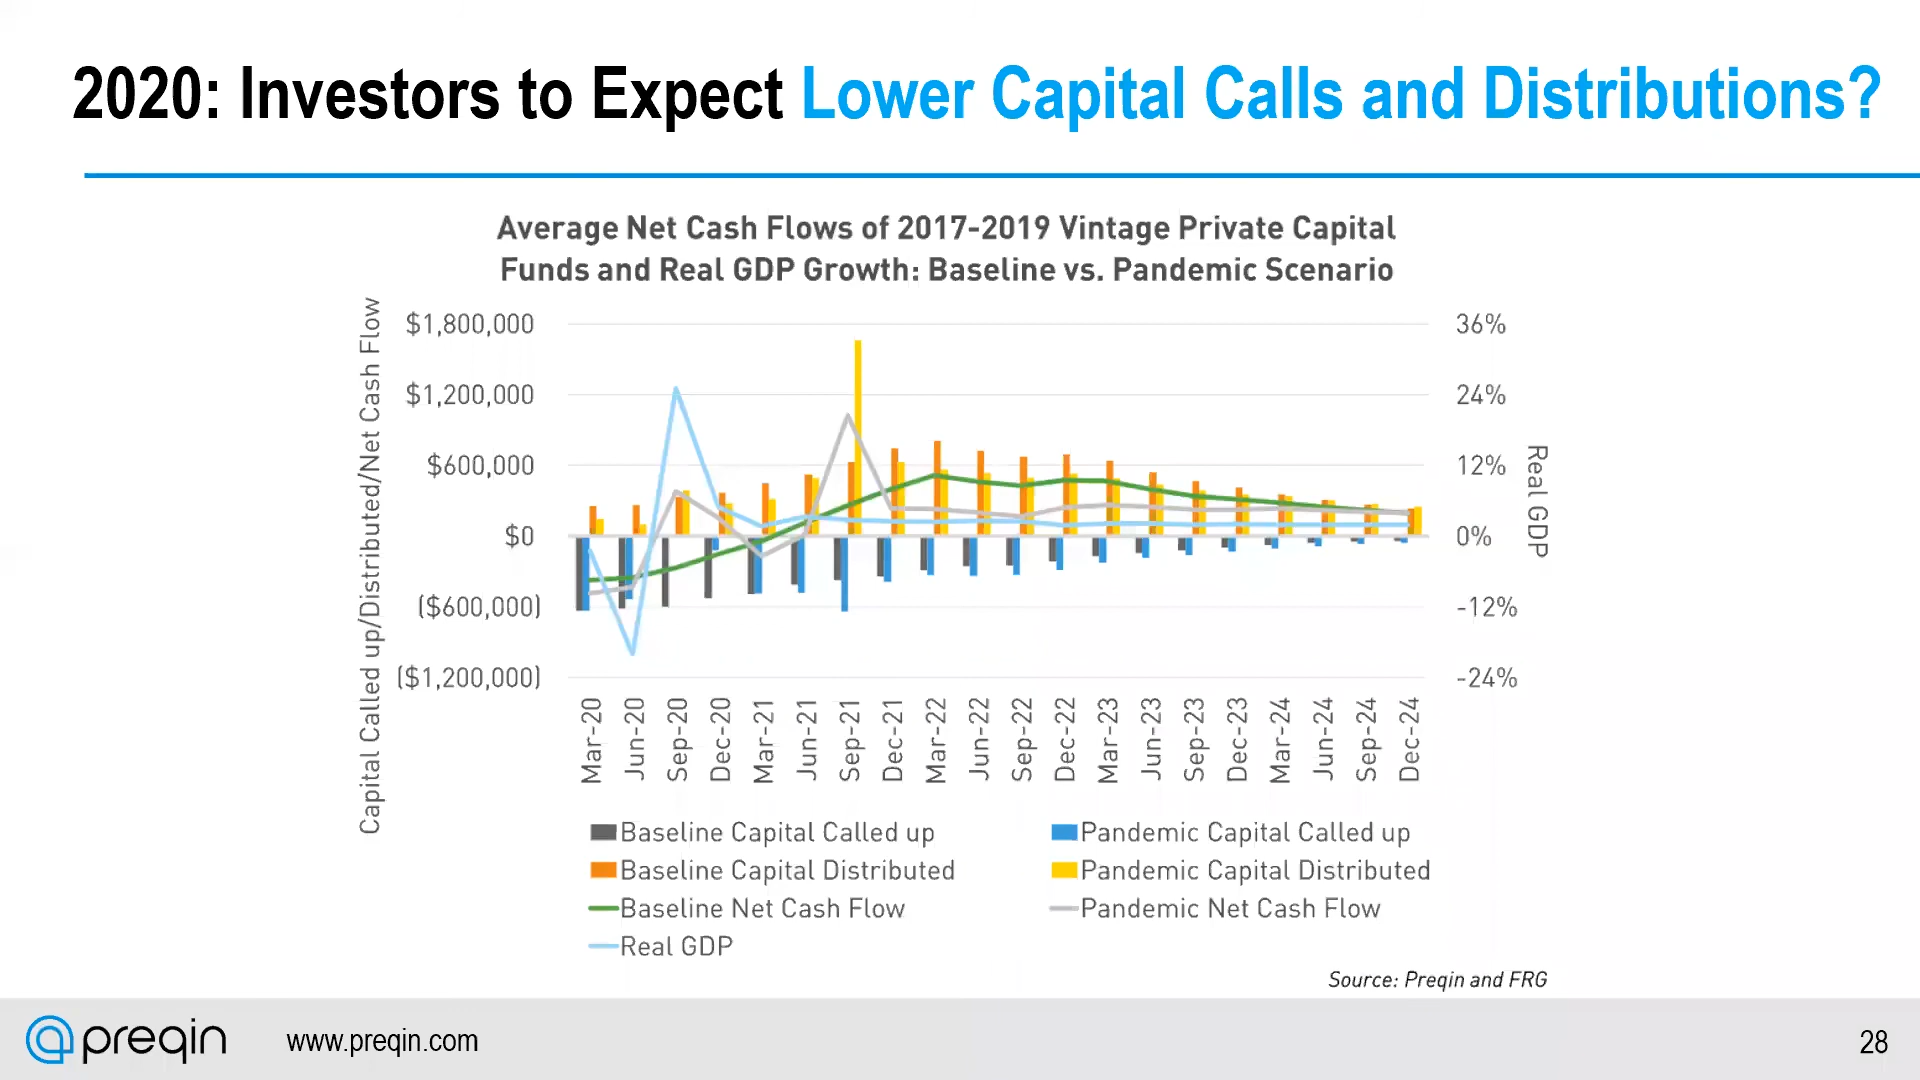 2020: Investors to Expect Lower Capital Calls and Distributions?
Average Net Cash Flows of 2017-2019 Vintage Private Capital
Funds and Real GDP Growth: Baseline vs. Pandemic Scenario
Capital Called up/Distributed/Net Cash Flow
$1,800,000
$1,200,000
$600,000
$0
($600,000)
($1,200,000)
36%
24%
12%
0%
-12%
-24%
Real GDP
Mar-20
Jun-20
Sep-20
Dec-20
Mar-21
Jun-21
Sep-21
Dec-21
Mar-22
Jun-22
Sep-22
Dec-22
Mar-23
Jun-23
Sep-23
Dec-23
Mar-24
Jun-24
Sep-24
Dec-24
Baseline Capital Called up
Pandemic Capital Called up
Baseline Capital Distributed
Pandemic Capital Distributed
Baseline Net Cash Flow
Pandemic Net Cash Flow
Real GDP
Source: Preqin and FRG
preqin
www.preqin.com
28